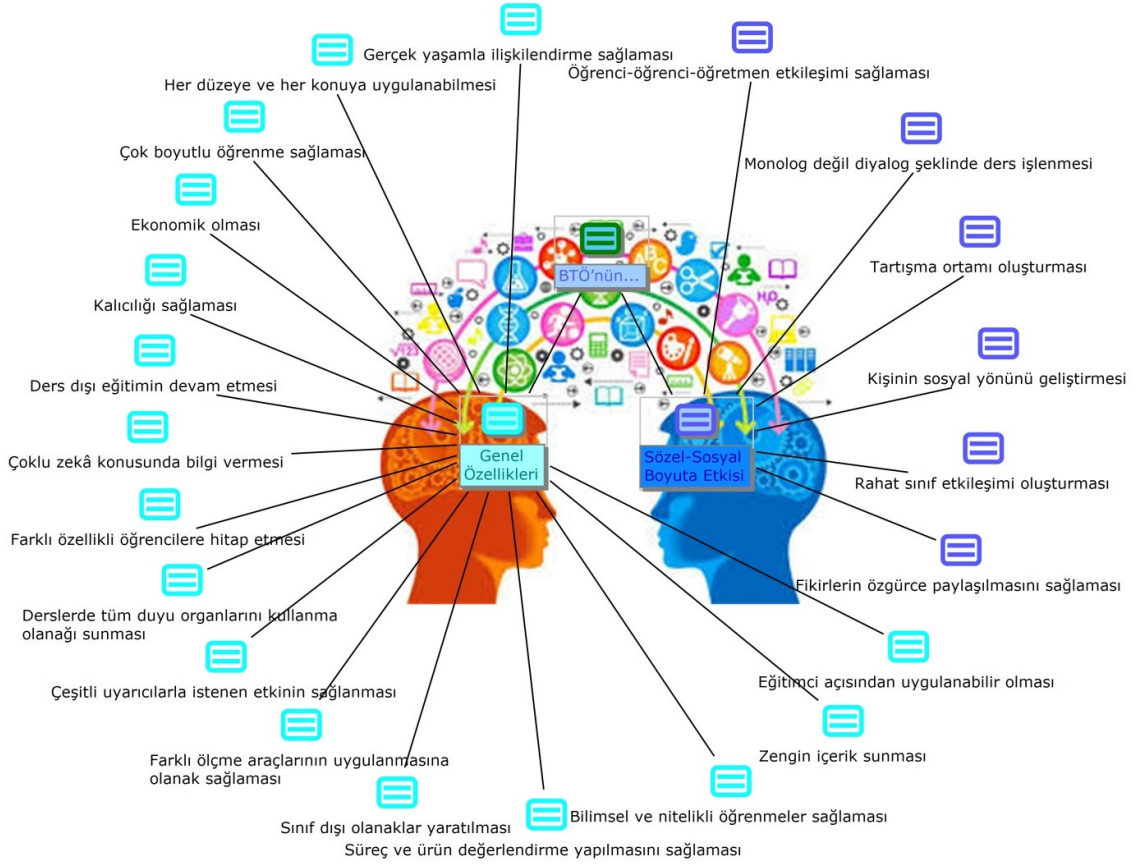 Gerçek yaşamla ilişkilendirme sağlaması
Öğrenci-öğrenci-öğretmen etkileşimi sağlaması
Her düzeye ve her konuya uygulanabilmesi
Çok boyutlu öğrenme sağlaması
Monolog değil diyalog şeklinde ders işlenmesi
Ekonomik olması
Tartışma ortamı oluşturması
BTÖ’nün...
ABC
H₂O
√123
Kalıcılığı sağlaması
Ders dışı eğitimin devam etmesi
Kişinin sosyal yönünü geliştirmesi
Genel
Özellikleri
Sözel-Sosyal
Boyuta Etkisi
Çoklu zekâ konusunda bilgi vermesi
Rahat sınıf etkileşimi oluşturması
Farklı özellikli öğrencilere hitap etmesi
Fikirlerin özgürce paylaşılmasını sağlaması
Derslerde tüm duyu organlarını kullanma
olanağı sunması
Çeşitli uyarıcılarla istenen etkinin sağlanması
Eğitimci açısından uygulanabilir olması
Farklı ölçme araçlarının uygulanmasına
olanak sağlaması
Zengin içerik sunması
Sınıf dışı olanaklar yaratılması
Bilimsel ve nitelikli öğrenmeler sağlaması
Süreç ve ürün değerlendirme yapılmasını sağlaması